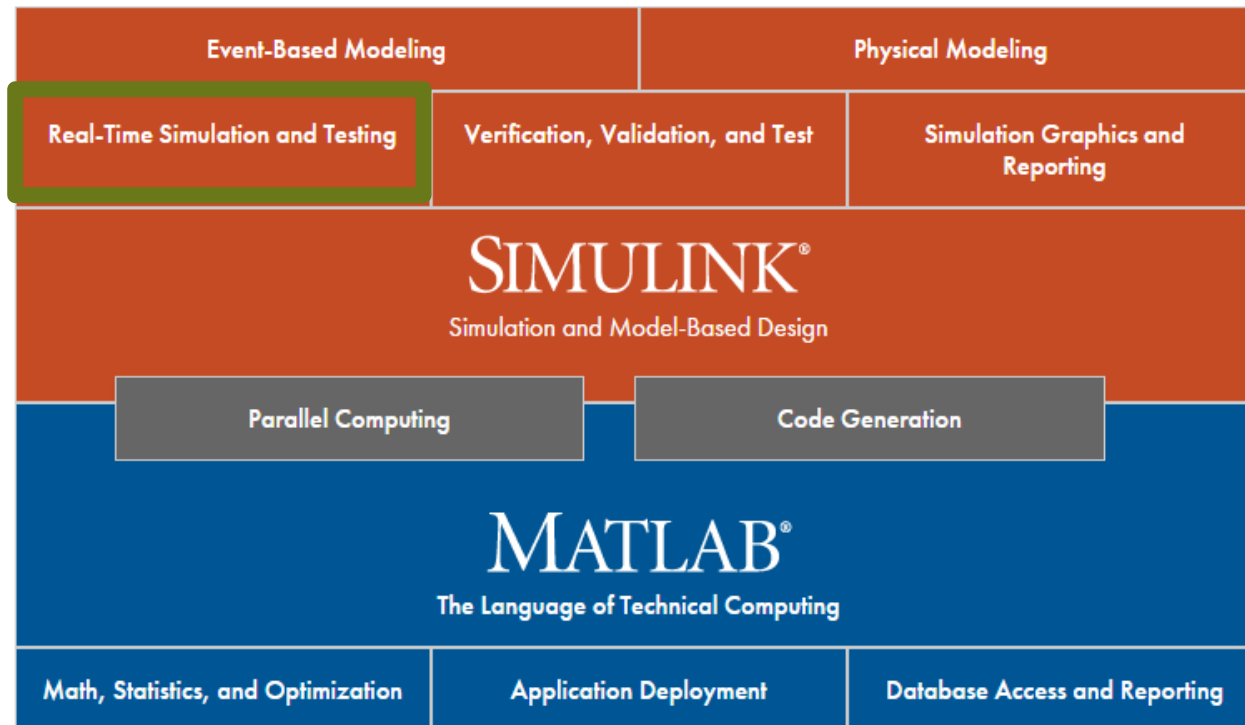 Event-Based Modeling
Physical Modeling
Real-Time Simulation and Testing
Verification, Validation, and Test
Simulation Graphics and
Reporting
SIMULINK®
Simulation and Model-Based Design
Parallel Computing
Code Generation
MATLAB®
The Language of Technical Computing
Math, Statistics, and Optimization
Application Deployment
Database Access and Reporting